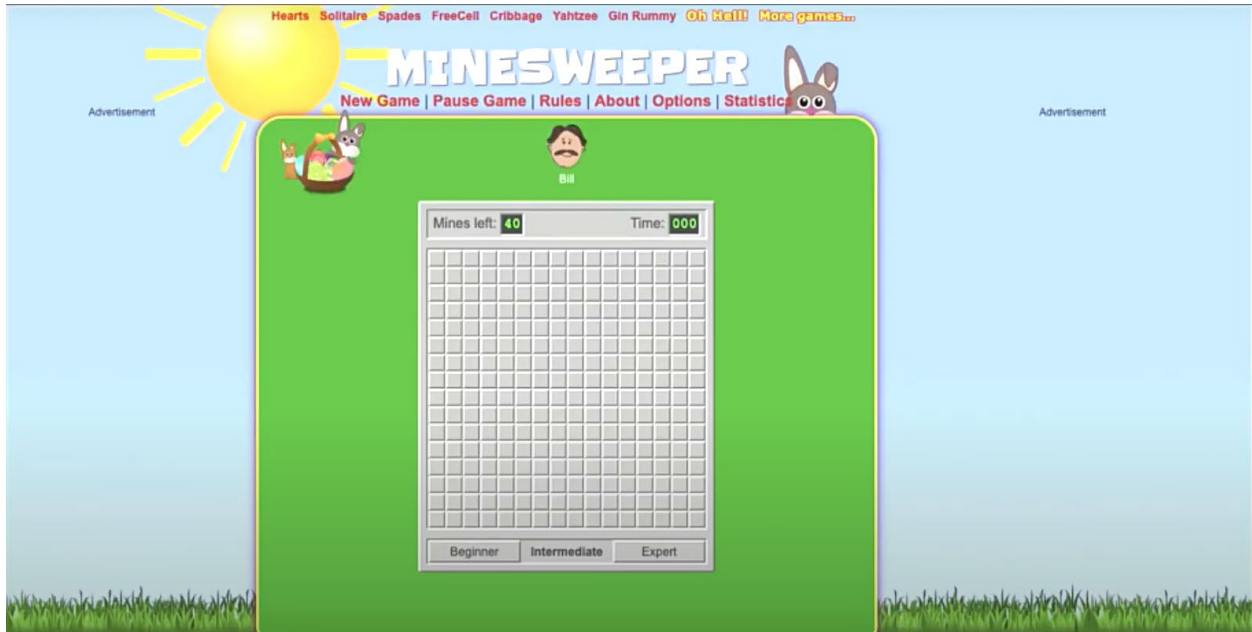 Hearts Solitaire Spades FreeCell Cribbage Yahtzee Gin Rummy Oh Hell! More games...
MINESWEEPER
New Game | Pause Game | Rules | About | Options | Statistics
Advertisement
Advertisement
Bill
Mines left: 40 Time: 000
Beginner Intermediate Expert